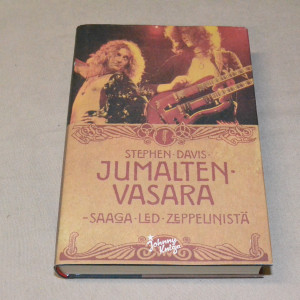 STEPHEN·DAVIS
JUMALTEN-
VASARA
-SAAGA·LED·ZEPPELINISTÄ
Johnny
Kniga